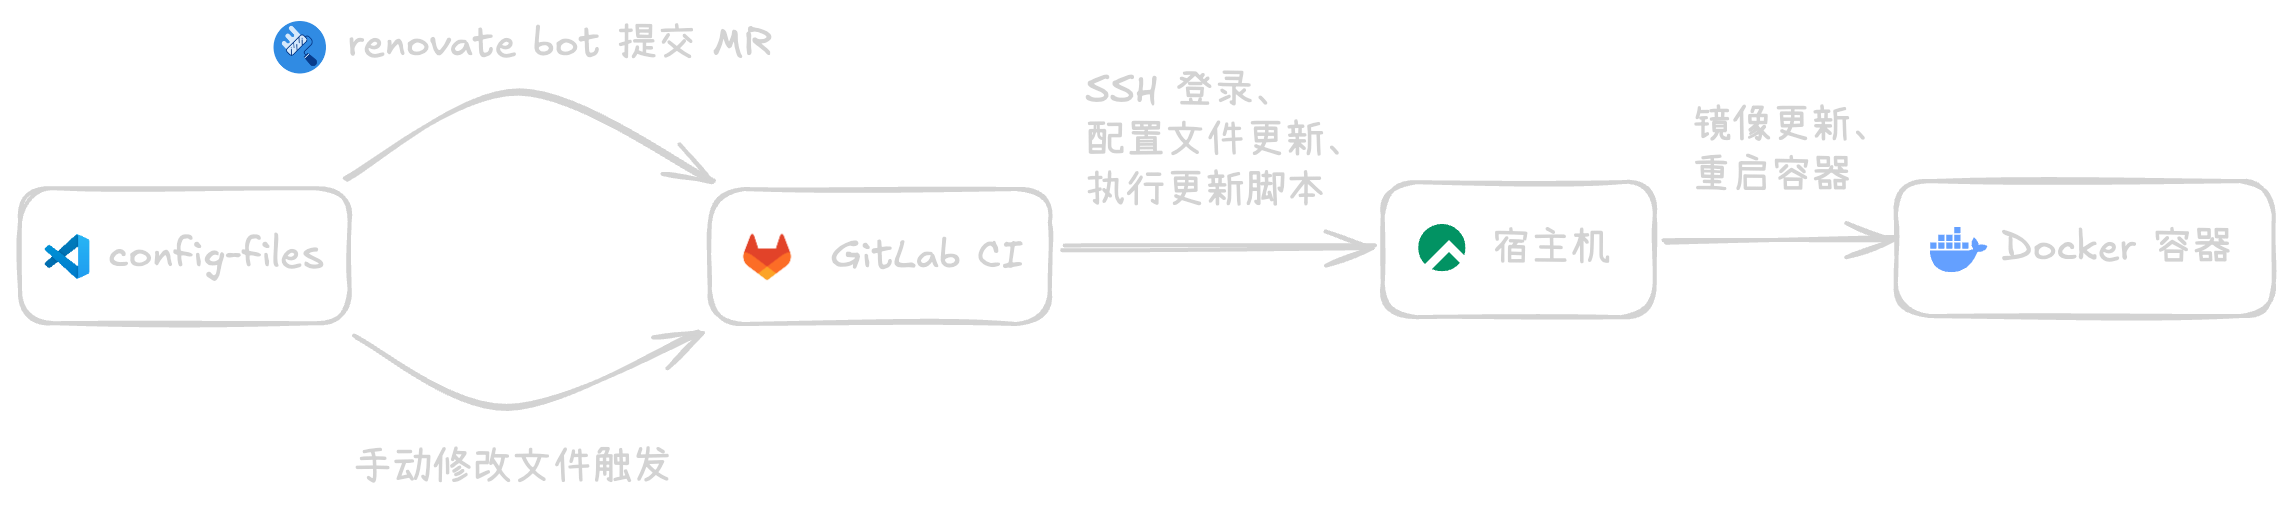 renovate bot 提交 MR
SSH 登录、
配置文件更新、
执行更新脚本
镜像更新、
重启容器
config-files
GitLab CI
宿主机
Docker 容器
手动修改文件触发